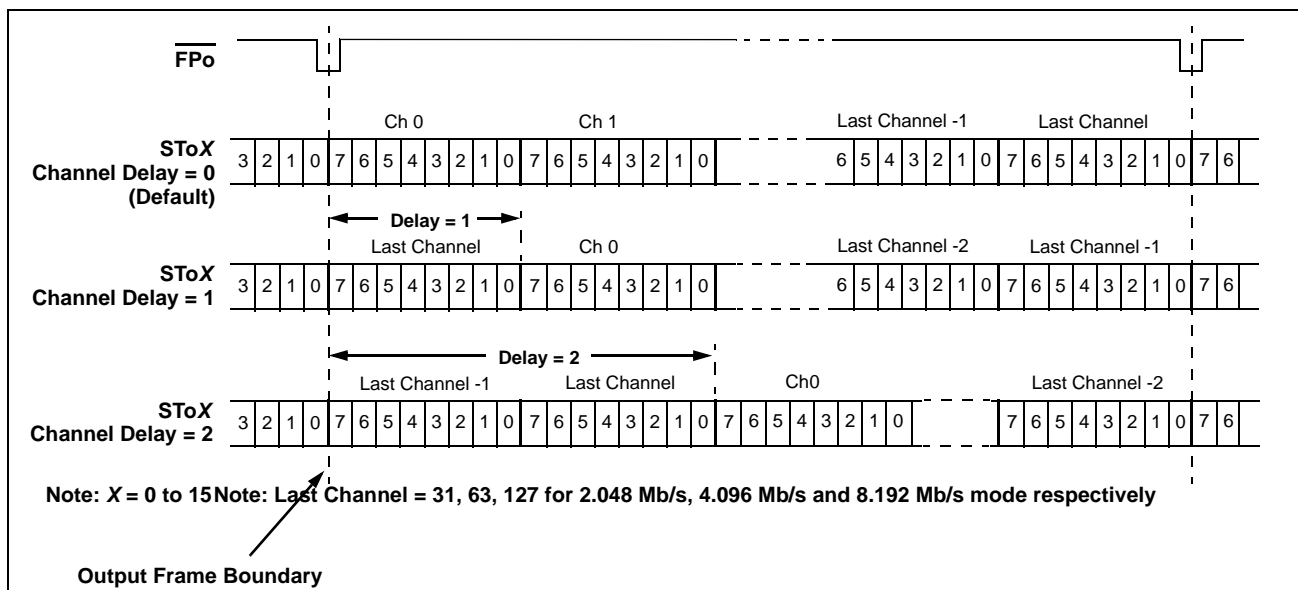 FPo
Ch 0 Ch 1 Last Channel -1 Last Channel
SToX
Channel Delay = 0
(Default)
3 2 1 0 7 6 5 4 3 2 1 0 7 6 5 4 3 2 1 0 6 5 4 3 2 1 0 7 6 5 4 3 2 1 0 7 6
Delay = 1
Last Channel Ch 0 Last Channel -2 Last Channel -1
SToX
Channel Delay = 1
3 2 1 0 7 6 5 4 3 2 1 0 7 6 5 4 3 2 1 0 6 5 4 3 2 1 0 7 6 5 4 3 2 1 0 7 6
Delay = 2
Last Channel -1 Last Channel Ch0 Last Channel -2
SToX
Channel Delay = 2
3 2 1 0 7 6 5 4 3 2 1 0 7 6 5 4 3 2 1 0 7 6 5 4 3 2 1 0 7 6 5 4 3 2 1 0 7 6
Note: X = 0 to 15Note: Last Channel = 31, 63, 127 for 2.048 Mb/s, 4.096 Mb/s and 8.192 Mb/s mode respectively
Output Frame Boundary